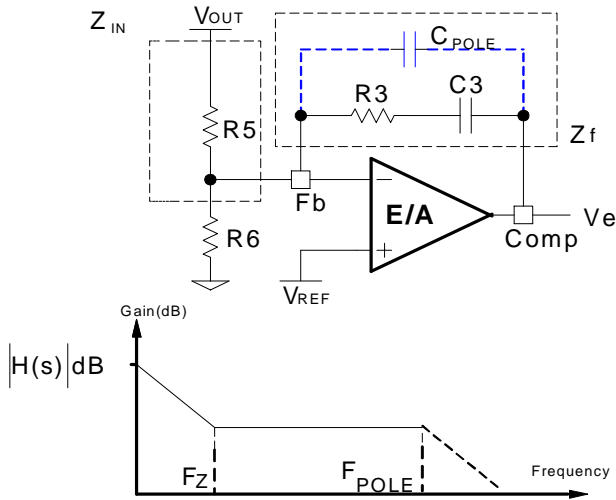 Z IN
VOUT
CPOLE
R3
C3
R5
Zf
Fb
E/A
Ve
R6
Comp
VREF
Gain(dB)
|H(s)|dB
FZ
FPOLE
Frequency